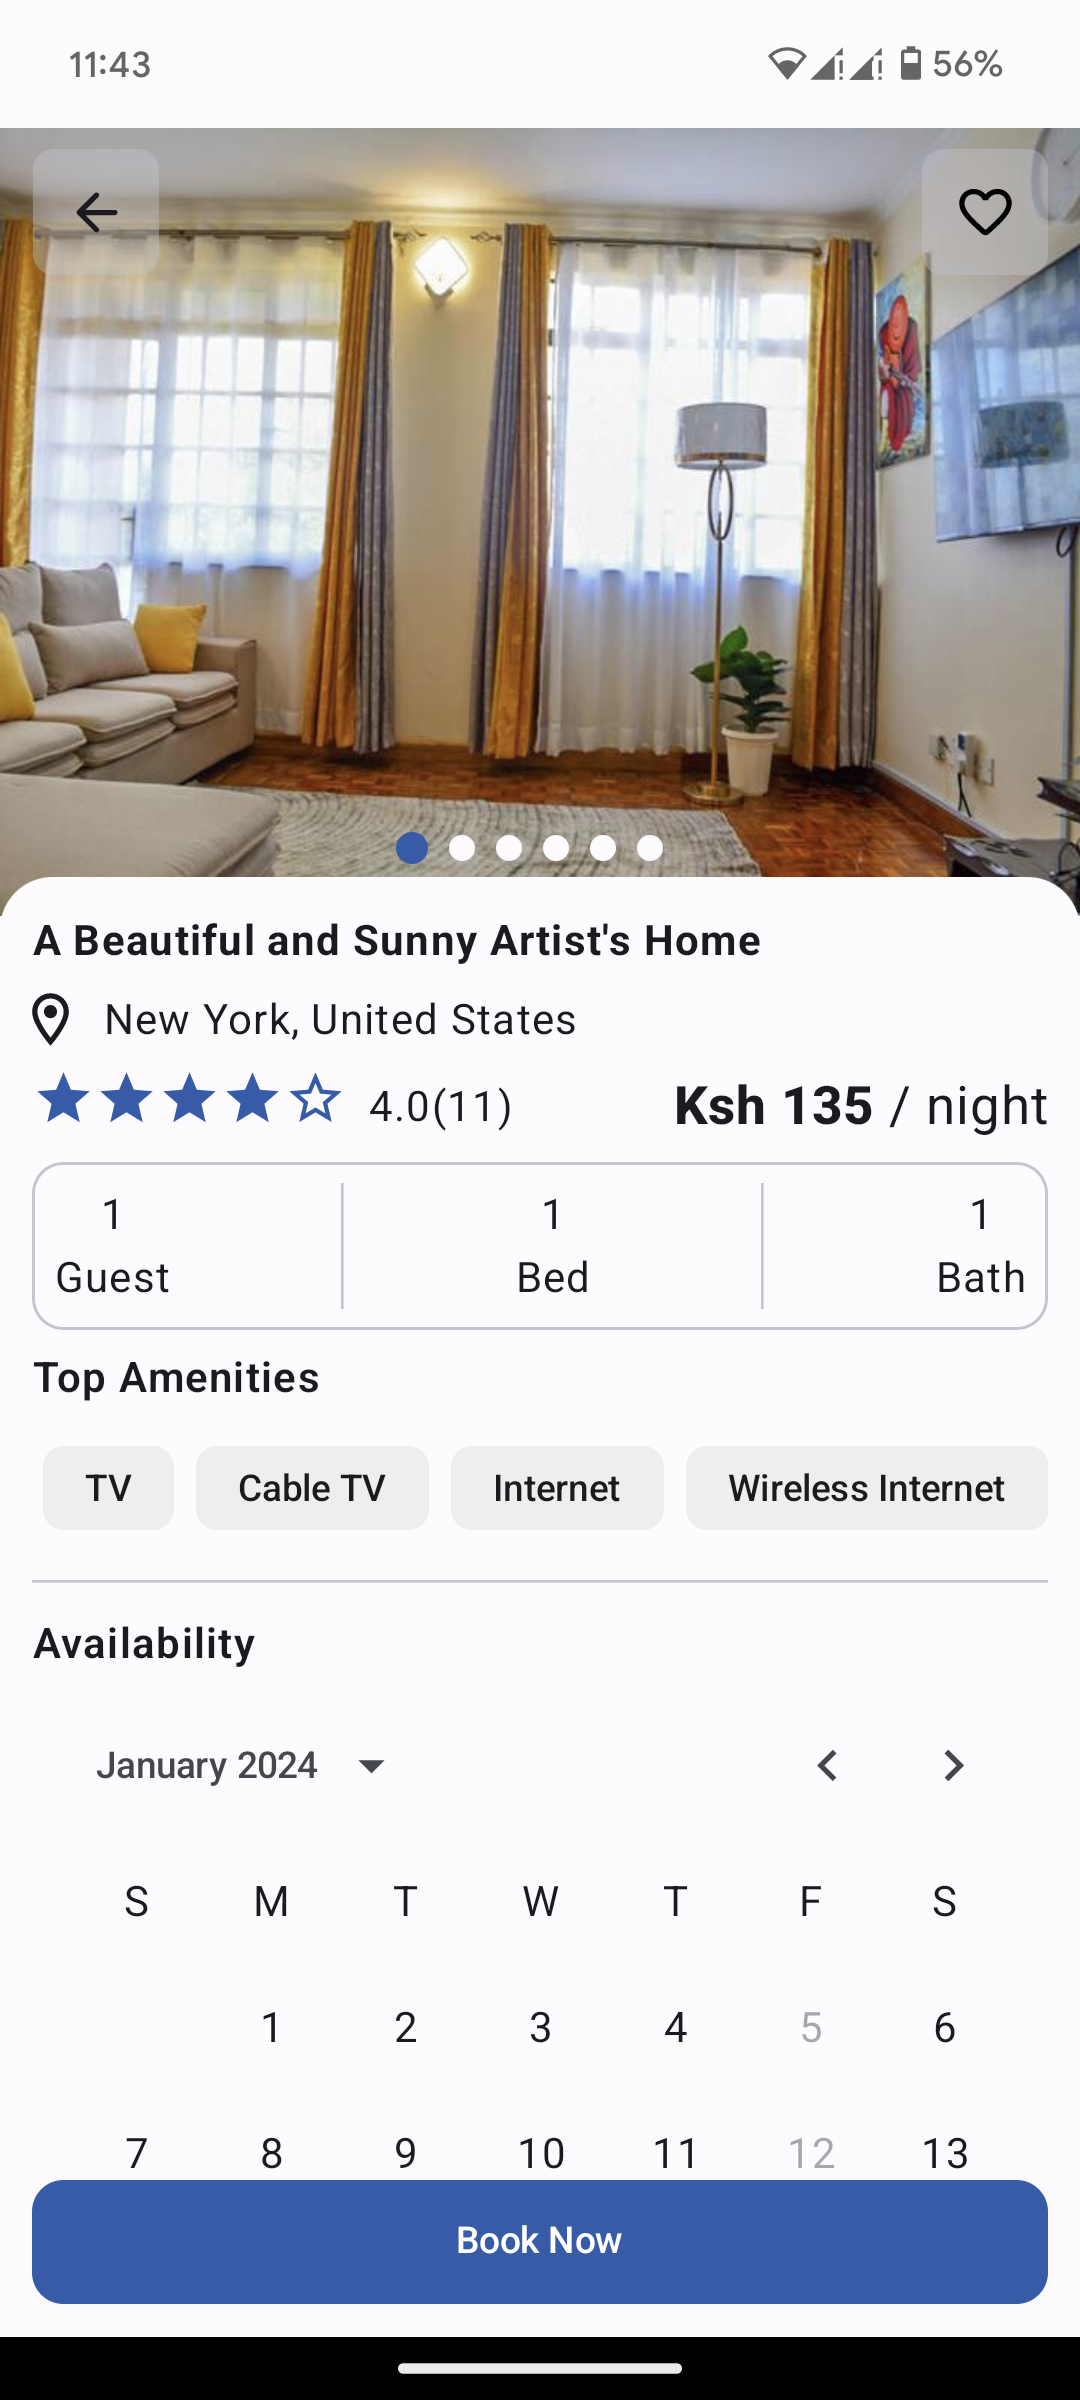 11:43 56%
A Beautiful and Sunny Artist's Home
New York, United States
4.0(11) Ksh 135 / night
1 1 1
Guest Bed Bath
Top Amenities
TV Cable TV Internet Wireless Internet
Availability
January 2024
S M T W T F S
1 2 3 4 5 6
7 8 9 10 11 12 13
Book Now